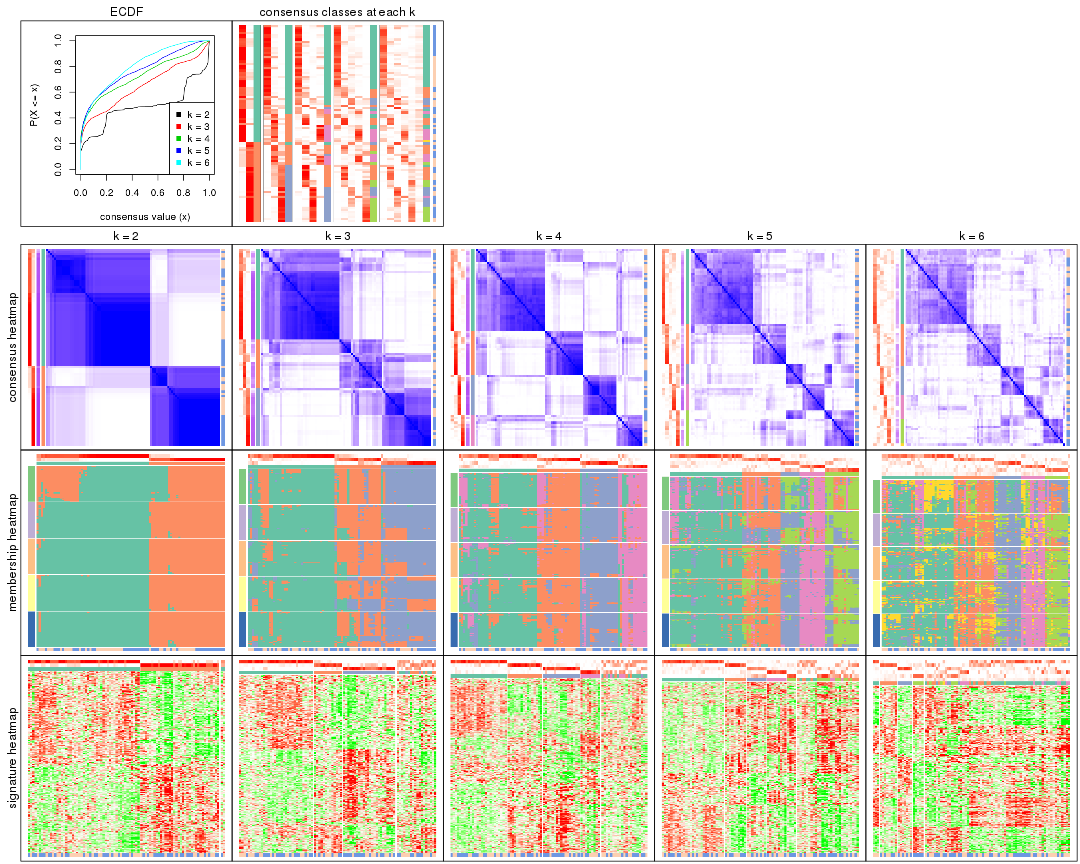 ECDF
consensus classes at each k
P(X <= x)
0.0 0.2 0.4 0.6 0.8 1.0
k = 2
k = 3
k = 4
k = 5
k = 6
0.0 0.2 0.4 0.6 0.8 1.0
consensus value (x)
k = 2
k = 3
k = 4
k = 5
k = 6
consensus heatmap
membership heatmap
signature heatmap